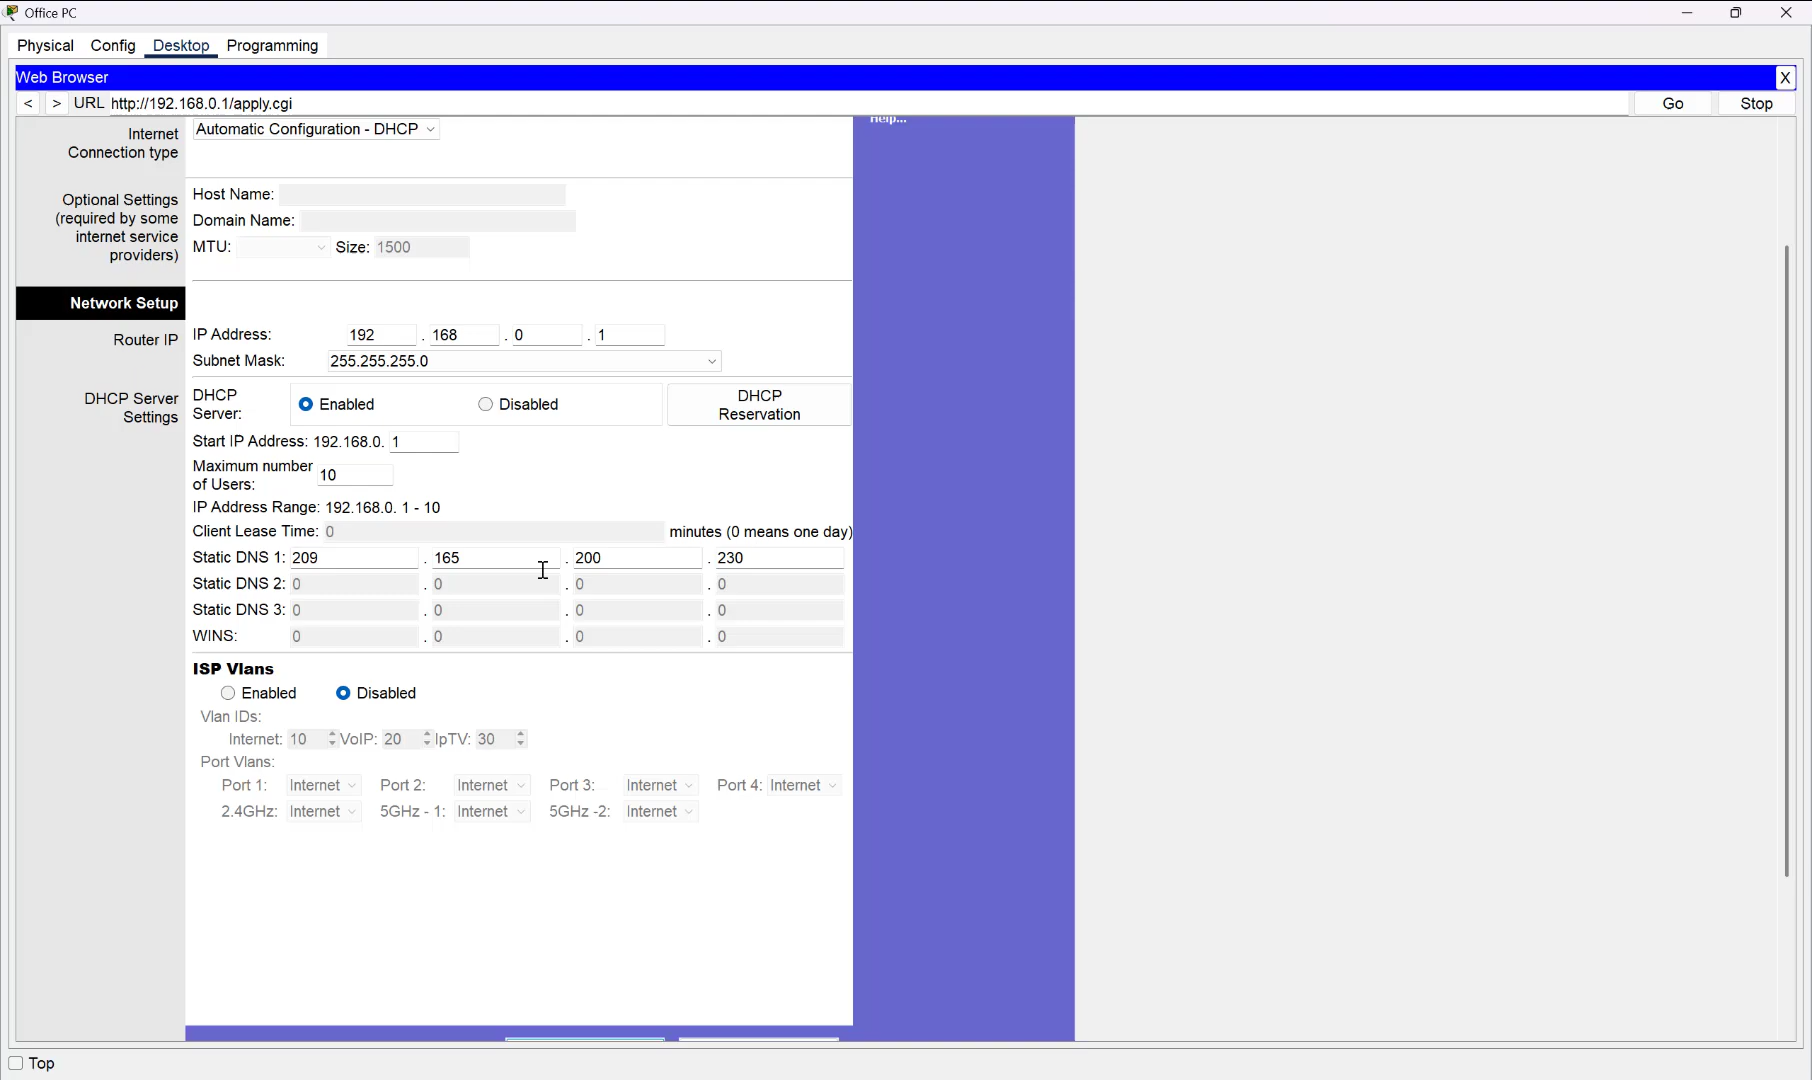 Office PC
Physical Config Desktop Programming
Web Browser X
< > URL http://192.168.0.1/apply.cgi Go Stop
Help...
Internet
Connection type
Automatic Configuration - DHCP
Optional Settings
(required by some
internet service
providers)
Host Name:
Domain Name:
MTU: Size: 1500
Network Setup
Router IP
IP Address: 192 . 168 . 0 . 1
Subnet Mask: 255.255.255.0
DHCP Server
Settings
DHCP
Server:
Enabled Disabled
DHCP
Reservation
Start IP Address: 192.168.0. 1
Maximum number
of Users:
10
IP Address Range: 192.168.0. 1 - 10
Client Lease Time: 0 minutes (0 means one day)
Static DNS 1: 209 . 165 . 200 . 230
Static DNS 2: 0 . 0 . 0 . 0
Static DNS 3: 0 . 0 . 0 . 0
WINS: 0 . 0 . 0 . 0
ISP Vlans
Enabled Disabled
Vlan IDs:
Internet: 10 VoIP: 20 IpTV: 30
Port Vlans:
Port 1: Internet Port 2: Internet Port 3: Internet Port 4: Internet
2.4GHz: Internet 5GHz - 1: Internet 5GHz -2: Internet
Top